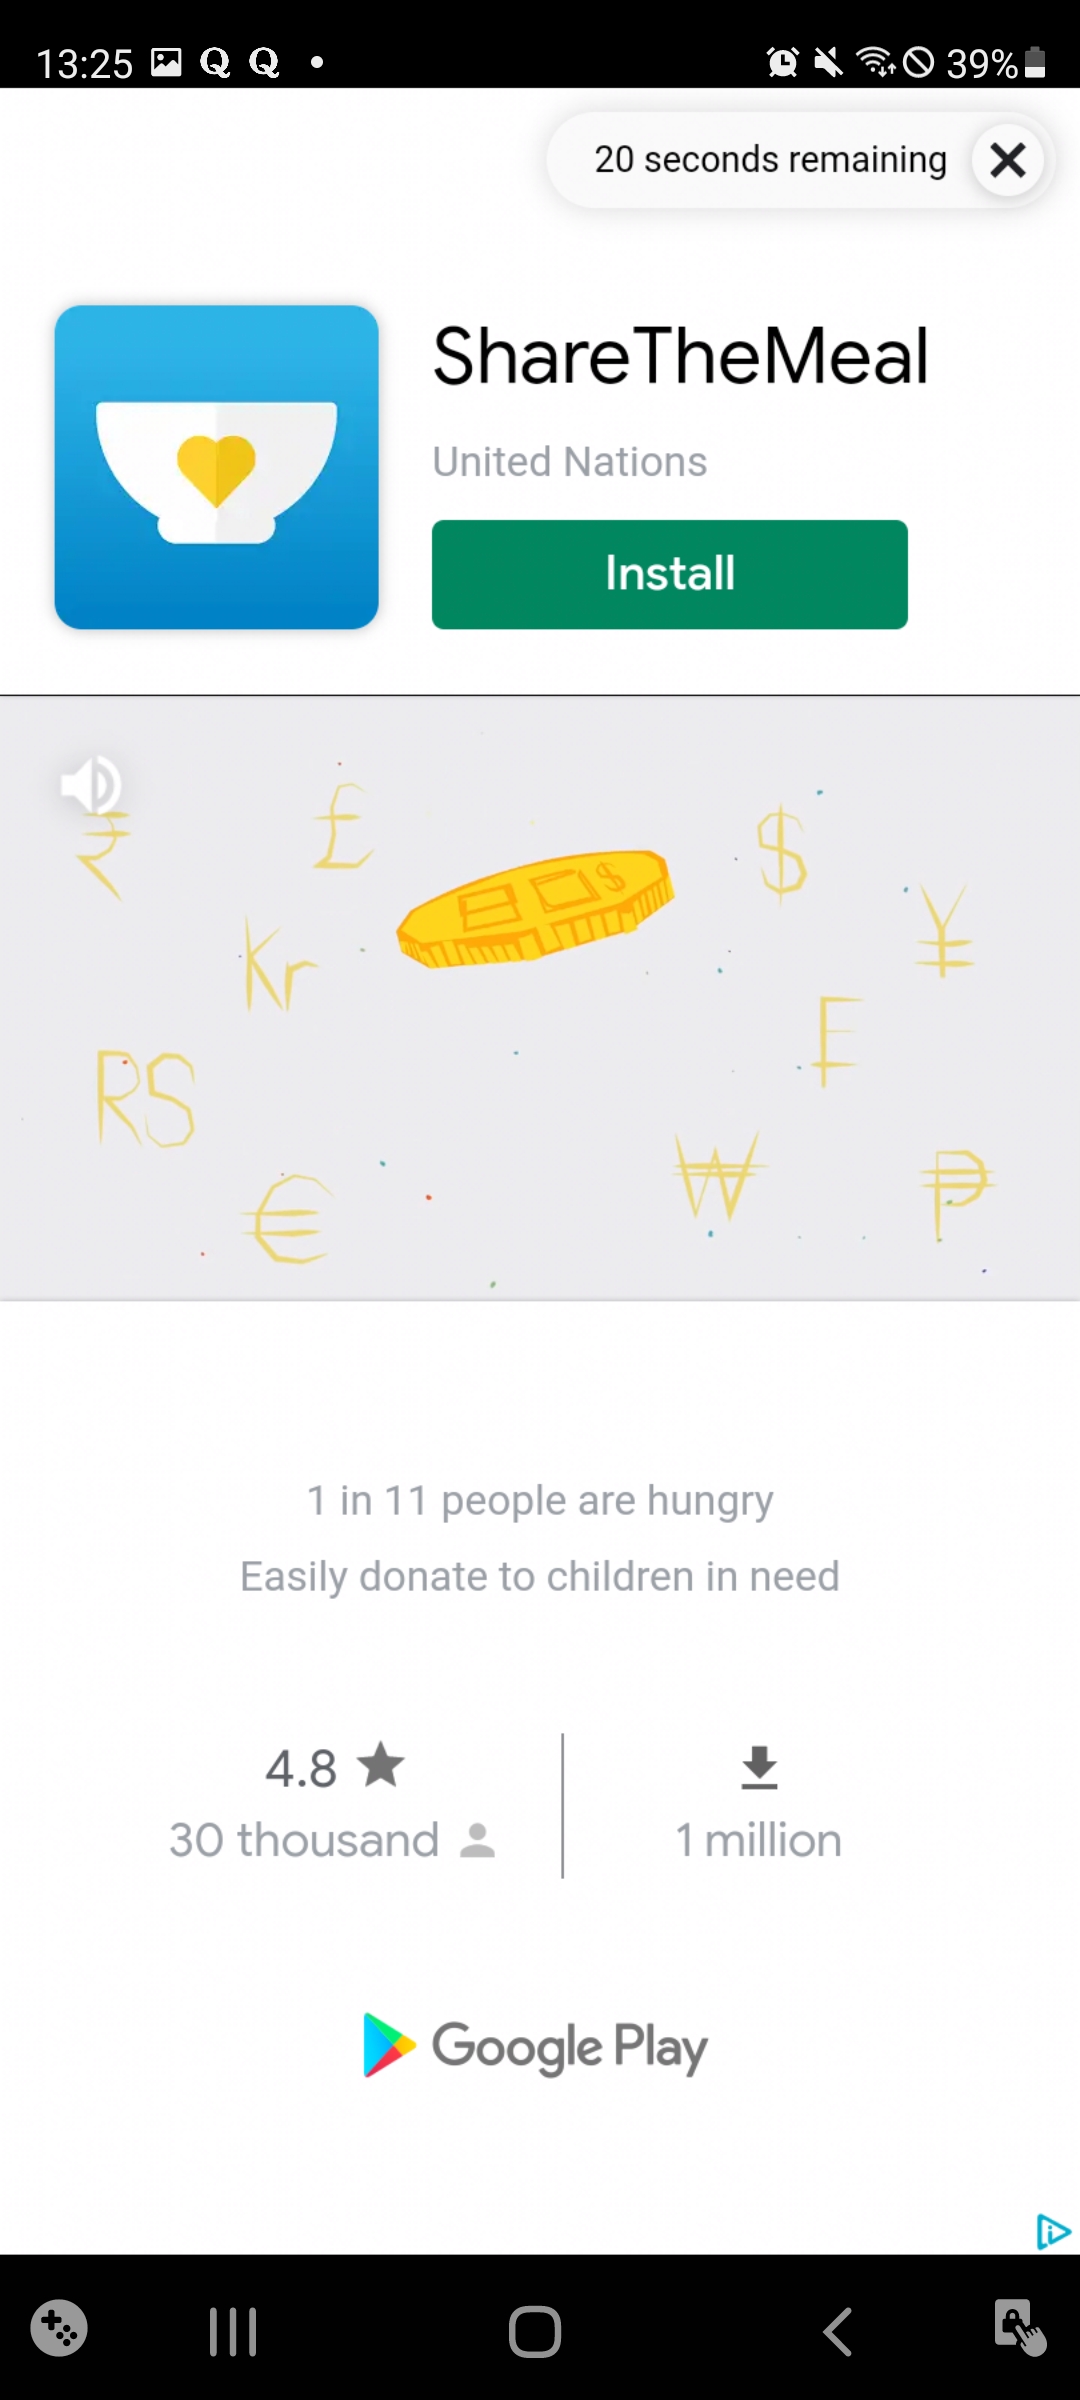 13:25 Q Q 39%
20 seconds remaining
ShareTheMeal
United Nations
Install
₹ £ $
Kr ¥
RS £
€ ₩ ₱
1 in 11 people are hungry
Easily donate to children in need
4.8
30 thousand
1 million
Google Play